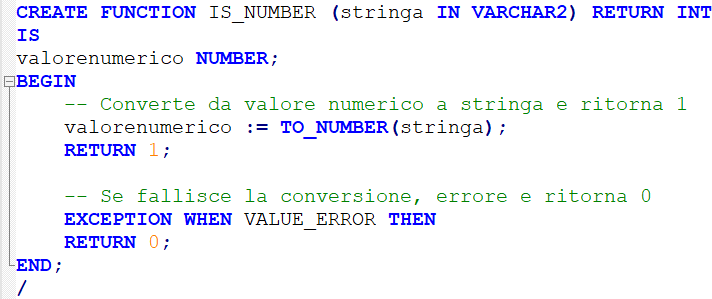 CREATE FUNCTION IS_NUMBER (stringa IN VARCHAR2) RETURN INT
IS
valorenumerico NUMBER;
BEGIN
    -- Converte da valore numerico a stringa e ritorna 1
    valorenumerico := TO_NUMBER(stringa);
    RETURN 1;

    -- Se fallisce la conversione, errore e ritorna 0
    EXCEPTION WHEN VALUE_ERROR THEN
    RETURN 0;
END;
/